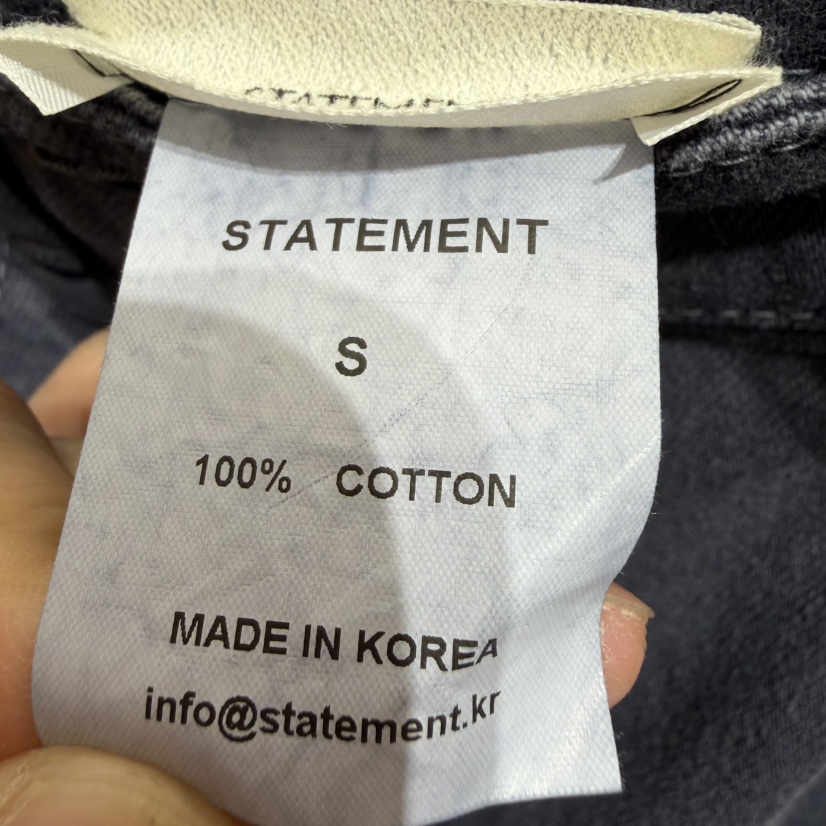 STATEMENT
S
100% COTTON
MADE IN KOREA
info@statement.kr